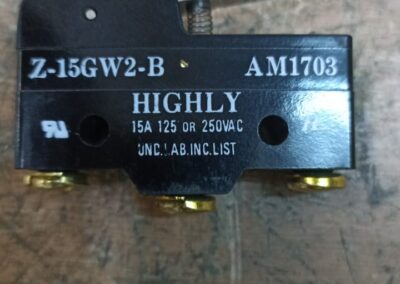 Z-15GW2-B AM1703
HIGHLY
15A 125 OR 250VAC
UND.LAB.INC.LIST